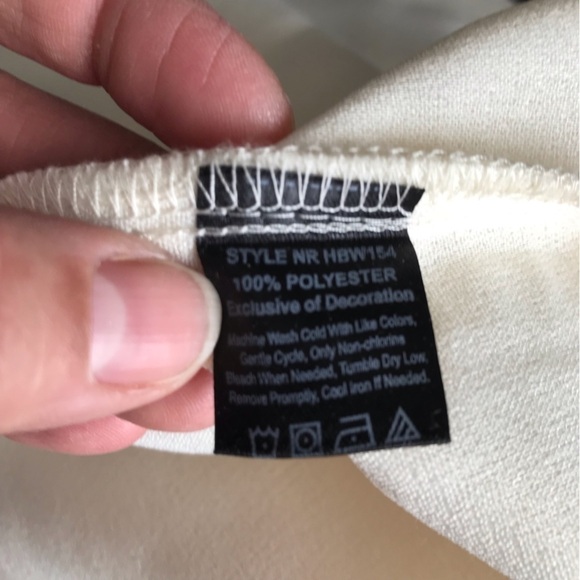 STYLE NR HBW154
100% POLYESTER
Exclusive of Decoration
Machine Wash Cold With Like Colors,
Gentle Cycle, Only Non-chlorine
Bleach When Needed, Tumble Dry Low,
Remove Promptly, Cool Iron If Needed.